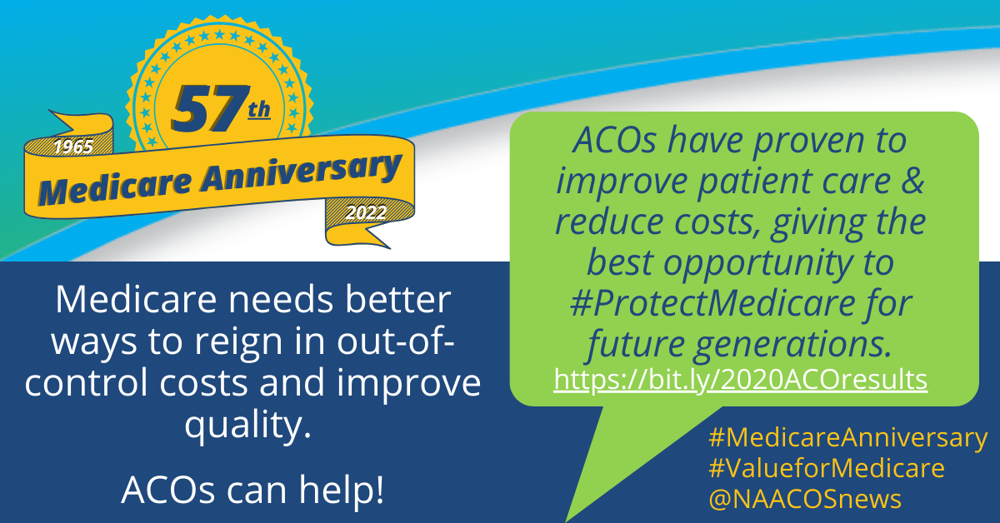 57th
1965
Medicare Anniversary
2022
Medicare needs better
ways to reign in out-of-
control costs and improve
quality.
ACOs can help!
ACOs have proven to
improve patient care &
reduce costs, giving the
best opportunity to
#ProtectMedicare for
future generations.
https://bit.ly/2020ACOresults
#MedicareAnniversary
#ValueforMedicare
@NAACOSnews